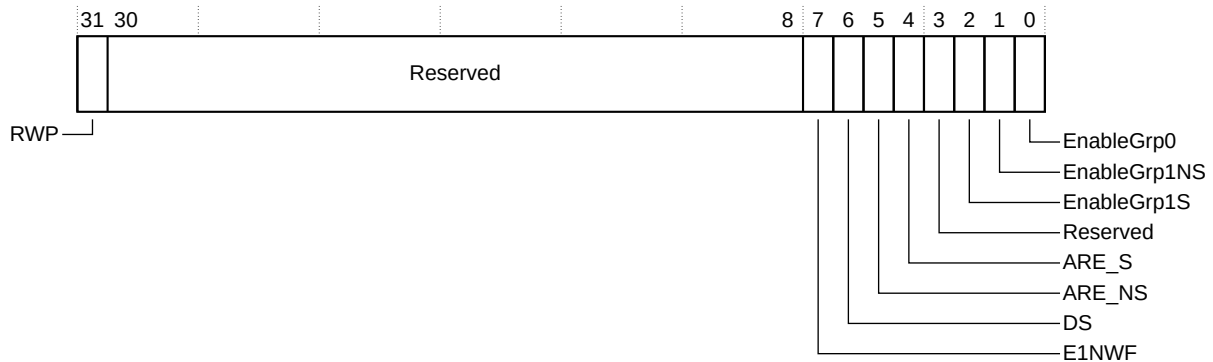 31 30 8 7 6 5 4 3 2 1 0
Reserved
RWP
EnableGrp0
EnableGrp1NS
EnableGrp1S
Reserved
ARE_S
ARE_NS
DS
E1NWF